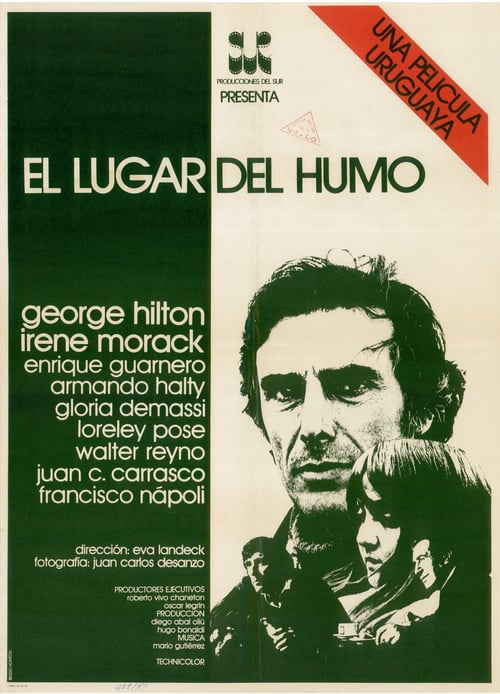 PRODUCCIONES DEL SUR
PRESENTA
UNA PELICULA
URUGUAYA
EL LUGAR DEL HUMO
george hilton
irene morack
enrique guarnero
armando halty
gloria demassi
loreley pose
walter reyno
juan c. carrasco
francisco nápoli
dirección: eva landeck
fotografía: juan carlos desanzo
PRODUCTORES EJECUTIVOS
roberto vivo chaneton
oscar legrin
PRODUCCION
diego abal oliú
hugo bonaldi
MUSICA
mario gutiérrez
TECHNICOLOR